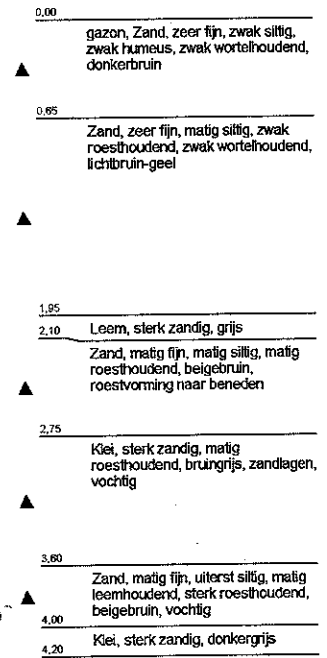 0,00
gazon, Zand, zeer fijn, zwak siltig,
zwak humeus, zwak wortelhoudend,
donkerbruin
0,65
Zand, zeer fijn, matig siltig, zwak
roesthoudend, zwak wortelhoudend,
lichtbruin-geel
1,95
2,10 Leem, sterk zandig, grijs
Zand, matig fijn, matig siltig, matig
roesthoudend, beigebruin,
roestvorming naar beneden
2,75
Klei, sterk zandig, matig
roesthoudend, bruingrijs, zandlagen,
vochtig
3,60
Zand, matig fijn, uiterst siltig, matig
leemhoudend, sterk roesthoudend,
beigebruin, vochtig
4,00
Klei, sterk zandig, donkergrijs
4,20